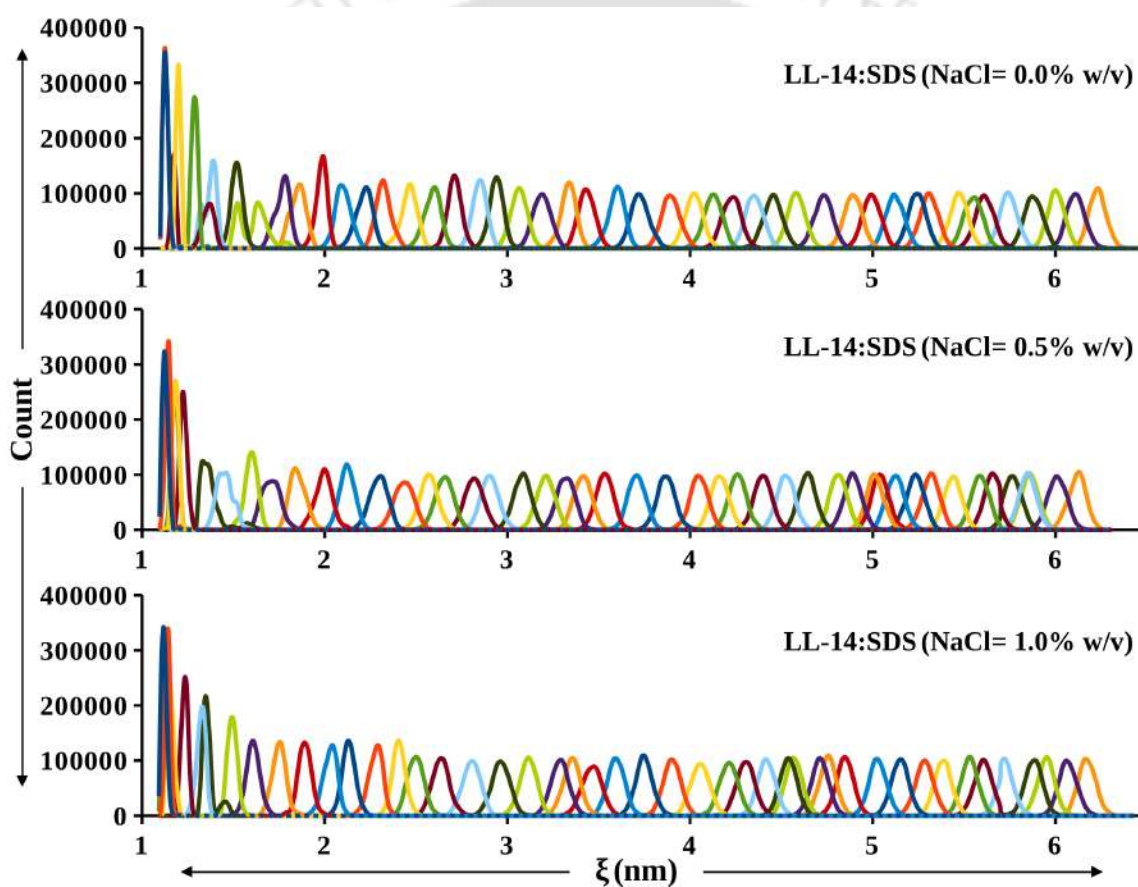 400000
300000
200000
100000
0
LL-14:SDS (NaCl= 0.0% w/v)
1 2 3 4 5 6
400000
300000
200000
100000
0
LL-14:SDS (NaCl= 0.5% w/v)
1 2 3 4 5 6
400000
300000
200000
100000
0
LL-14:SDS (NaCl= 1.0% w/v)
1 2 3 4 5 6
Count
ξ (nm)